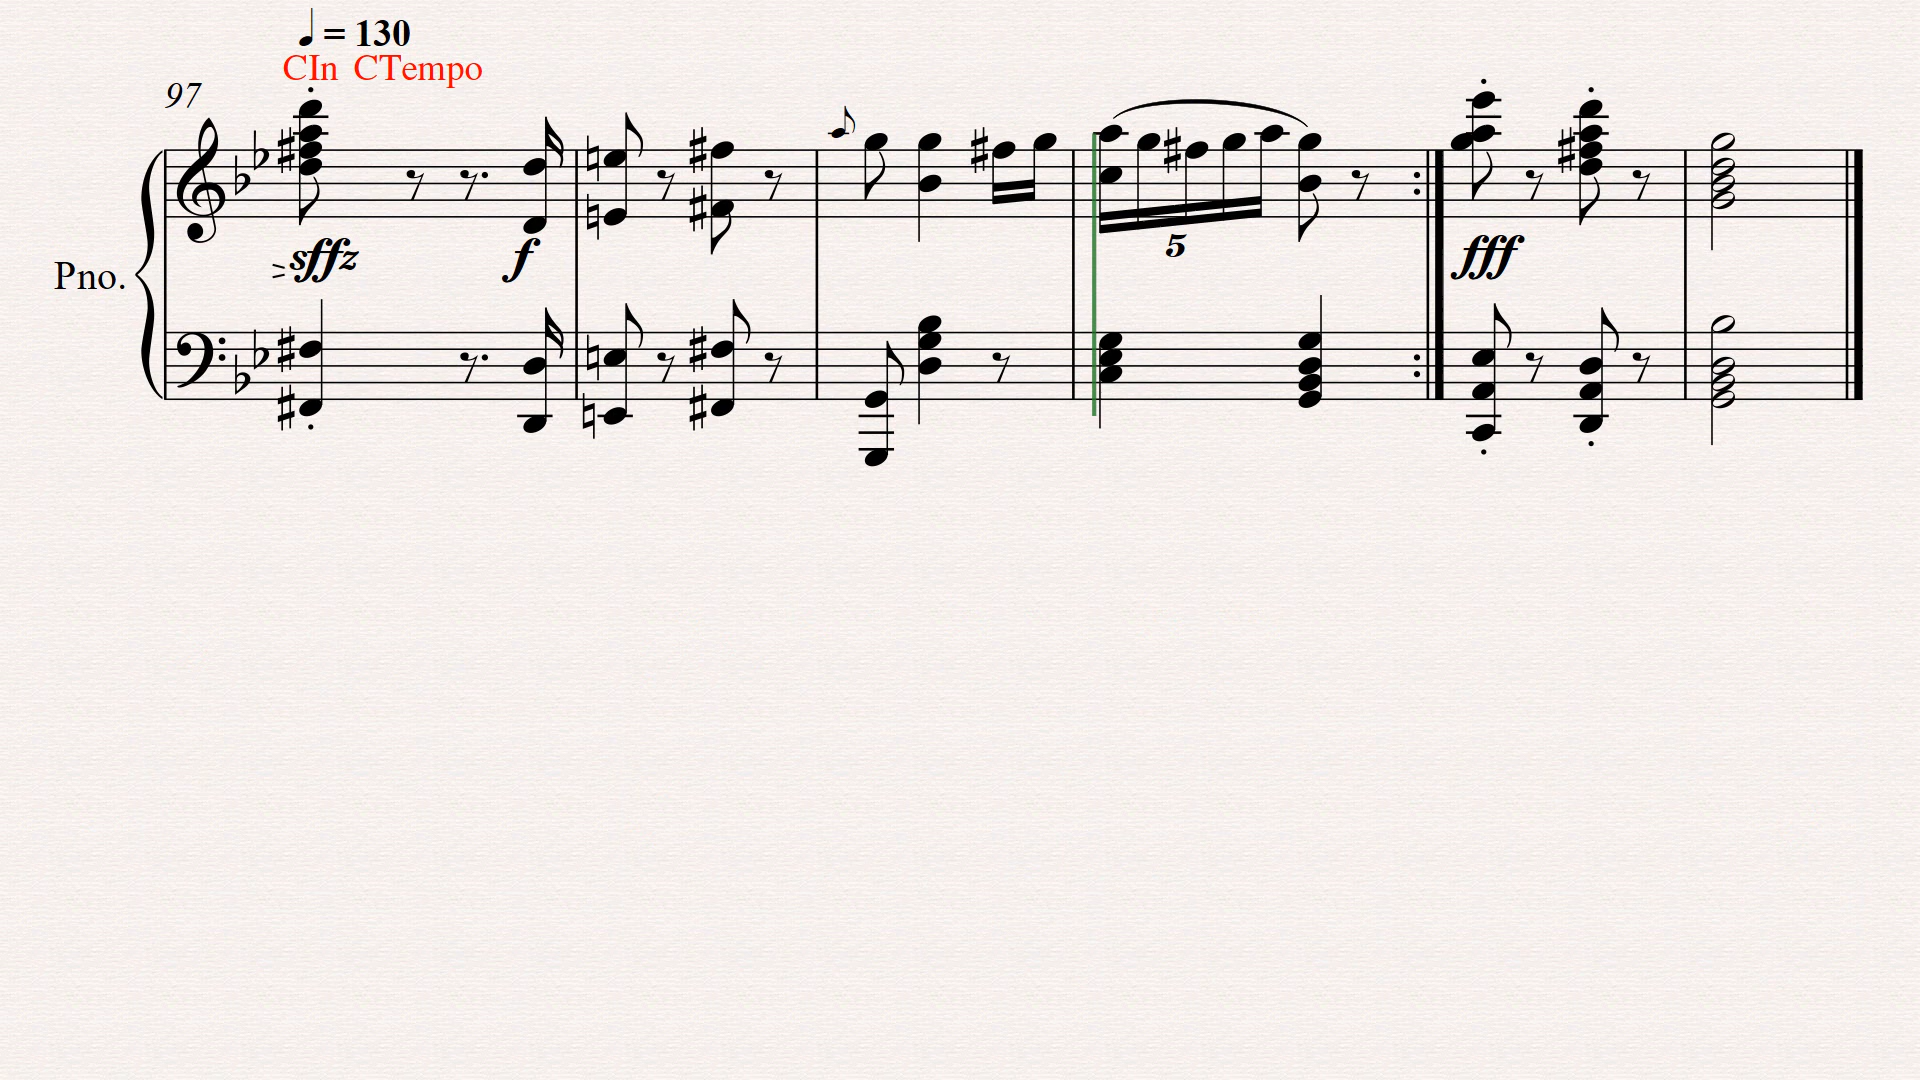 ♩ = 130
CIn CTempo
97
sffz f 5 fff
Pno.